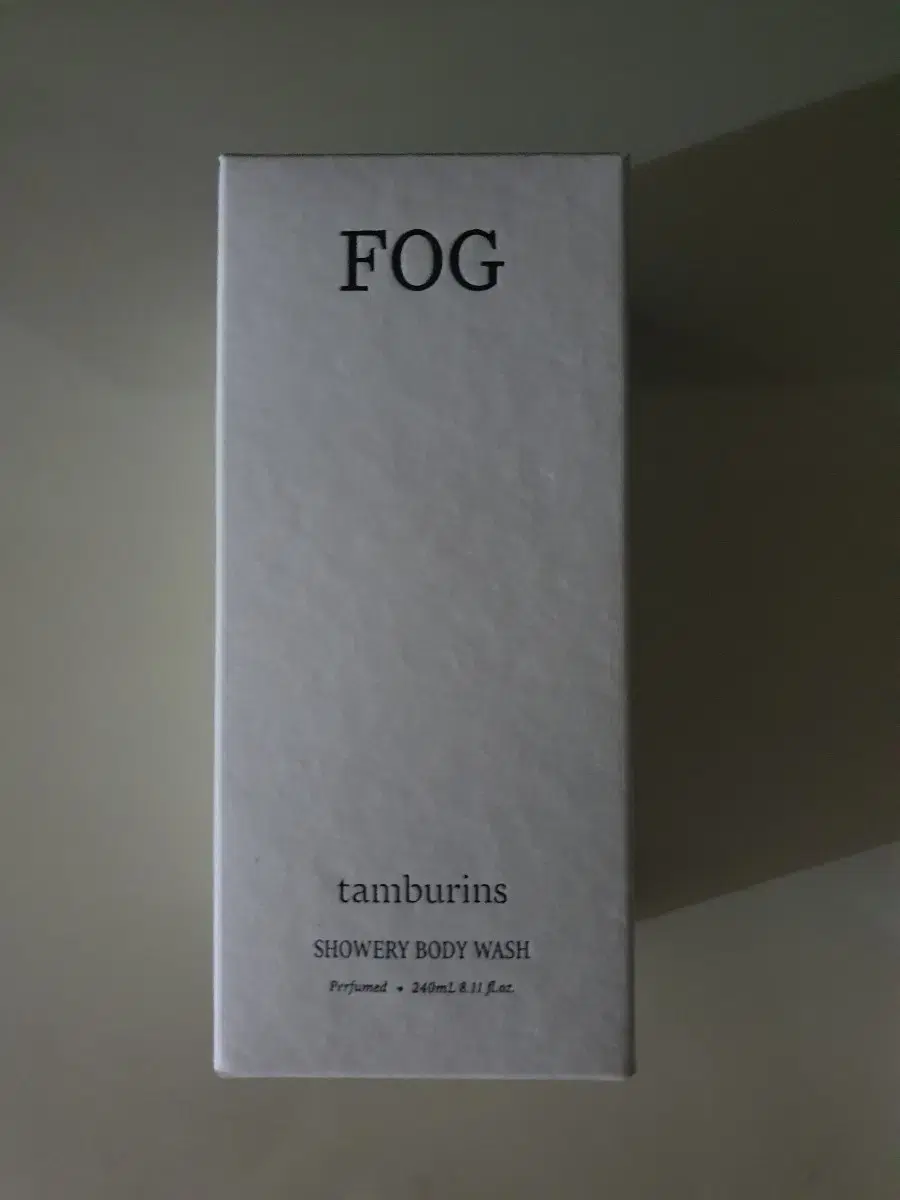 FOG
tamburins
SHOWERY BODY WASH
Perfumed • 240mL 8.11 fl.oz.